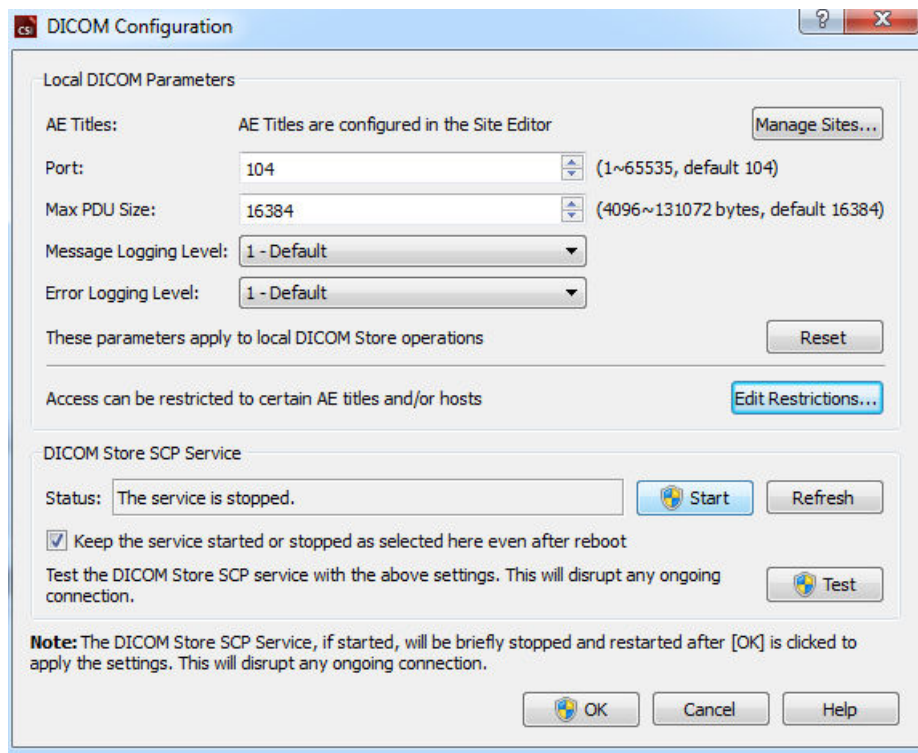 CSI DICOM Configuration
?
X
Local DICOM Parameters
AE Titles: AE Titles are configured in the Site Editor Manage Sites...
Port: 104 (1~65535, default 104)
Max PDU Size: 16384 (4096~131072 bytes, default 16384)
Message Logging Level: 1 - Default
Error Logging Level: 1 - Default
These parameters apply to local DICOM Store operations Reset
Access can be restricted to certain AE titles and/or hosts Edit Restrictions...
DICOM Store SCP Service
Status: The service is stopped. Start Refresh
Keep the service started or stopped as selected here even after reboot
Test the DICOM Store SCP service with the above settings. This will disrupt any ongoing
connection.
Test
Note: The DICOM Store SCP Service, if started, will be briefly stopped and restarted after [OK] is clicked to
apply the settings. This will disrupt any ongoing connection.
OK Cancel Help